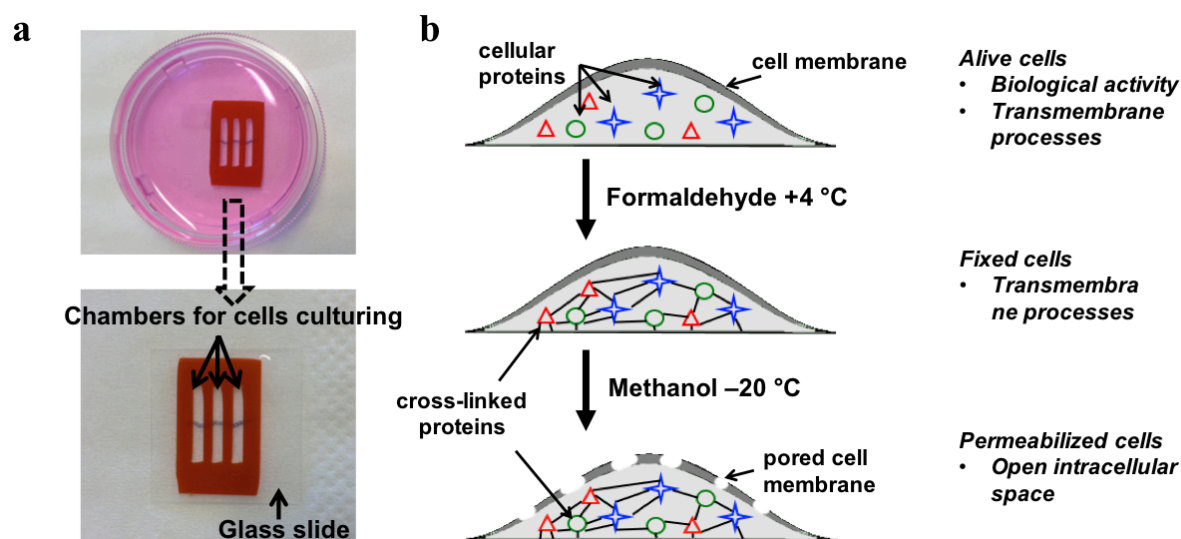 a
Chambers for cells culturing
Glass slide
b
cellular
proteins
cell membrane
Alive cells
• Biological activity
• Transmembrane
processes
Formaldehyde +4 °C
Fixed cells
• Transmembra
ne processes
Methanol –20 °C
cross-linked
proteins
pored cell
membrane
Permeabilized cells
• Open intracellular
space